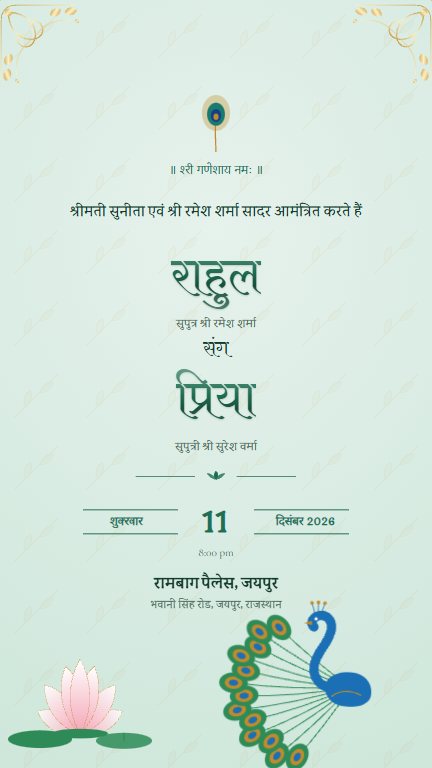 ॥ श्री गणेशाय नमः ॥
श्रीमती सुनीता एवं श्री रमेश शर्मा सादर आमंत्रित करते हैं
राहुल
सुपुत्र श्री रमेश शर्मा
संग
प्रिया
सुपुत्री श्री सुरेश वर्मा
शुक्रवार 11 दिसंबर 2026
8:00 pm
रामबाग पैलेस, जयपुर
भवानी सिंह रोड, जयपुर, राजस्थान